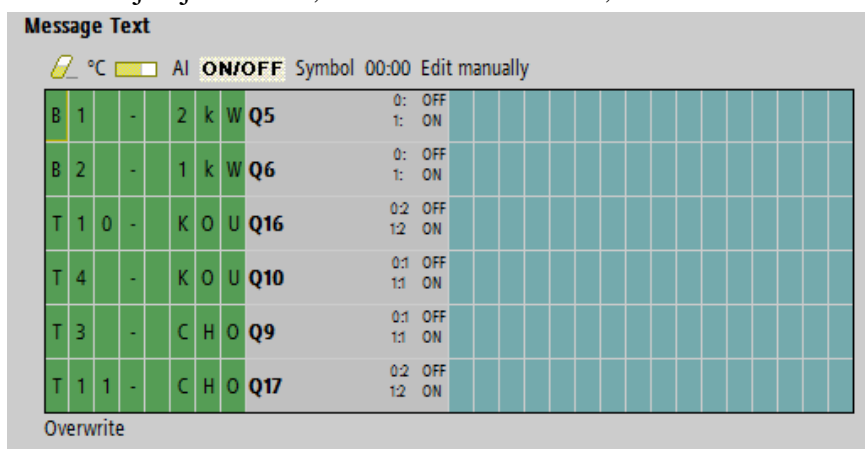 Message Text
°C AI ON/OFF Symbol 00:00 Edit manually
B 1 - 2 k W Q5 0: OFF
1: ON
B 2 - 1 k W Q6 0: OFF
1: ON
T 1 0 - K O U Q16 0:2 OFF
1:2 ON
T 4 - K O U Q10 0:1 OFF
1:1 ON
T 3 - C H O Q9 0:1 OFF
1:1 ON
T 1 1 - C H O Q17 0:2 OFF
1:2 ON
Overwrite